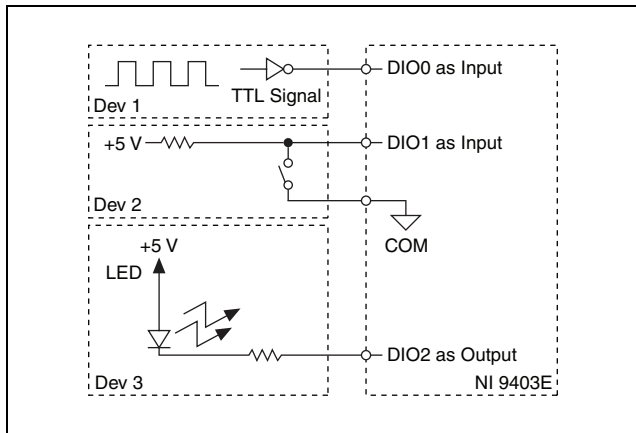 DIO0 as Input
TTL Signal
Dev 1
+5 V
DIO1 as Input
Dev 2
COM
+5 V
LED
DIO2 as Output
Dev 3
NI 9403E